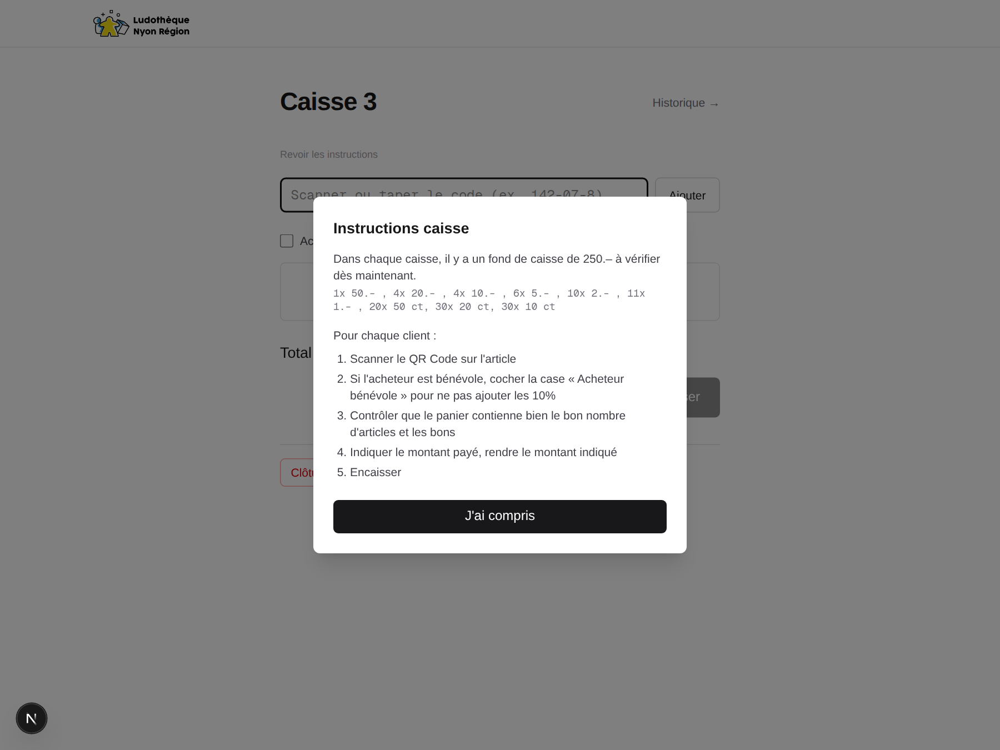 Ludothèque
Nyon Région
Caisse 3
Historique →
Revoir les instructions
Scanner ou taper le code (ex. 142-07-8)
Ajouter
Instructions caisse
Dans chaque caisse, il y a un fond de caisse de 250.– à vérifier
dès maintenant.
1x 50.– , 4x 20.– , 4x 10.– , 6x 5.– , 10x 2.– , 11x
1.– , 20x 50 ct, 30x 20 ct, 30x 10 ct
Pour chaque client :
1. Scanner le QR Code sur l'article
2. Si l'acheteur est bénévole, cocher la case « Acheteur
bénévole » pour ne pas ajouter les 10%
3. Contrôler que le panier contienne bien le bon nombre
d'articles et les bons
4. Indiquer le montant payé, rendre le montant indiqué
5. Encaisser
J'ai compris
Total
N